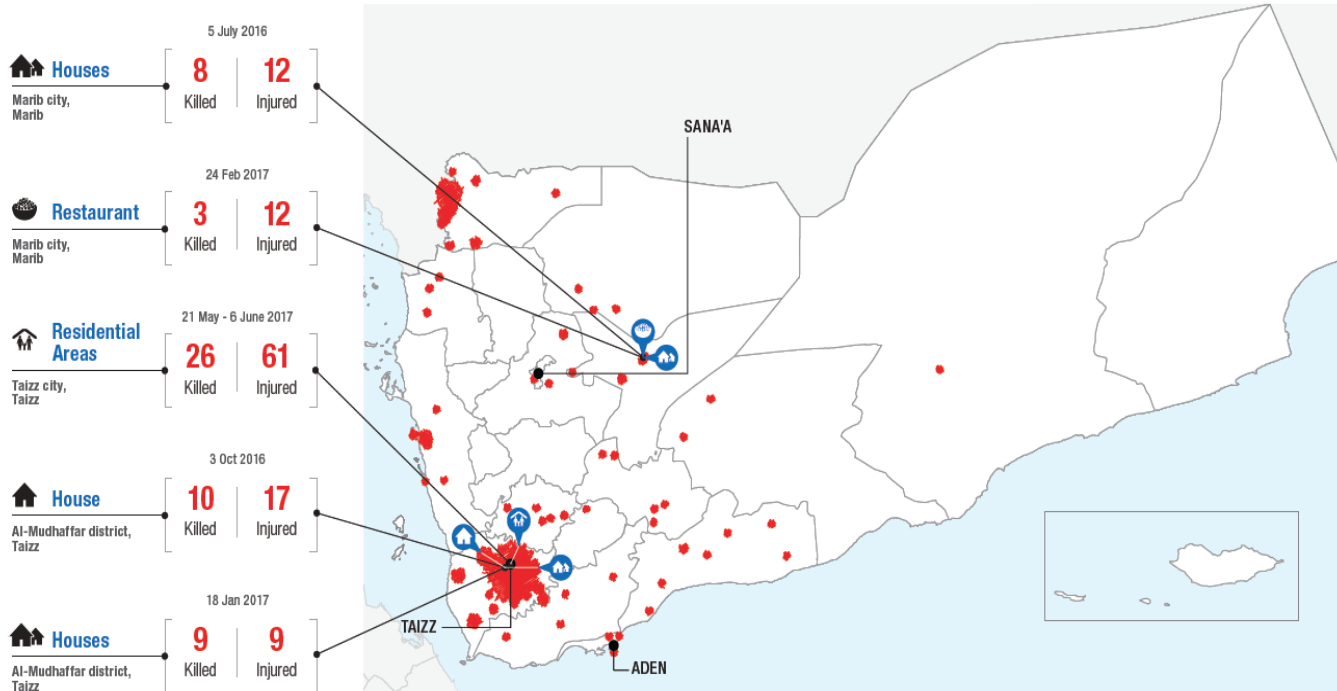 5 July 2016
Houses
8
12
Killed
Injured
Marib city,
Marib
24 Feb 2017
Restaurant
3
12
Killed
Injured
Marib city,
Marib
21 May - 6 June 2017
Residential
Areas
26
61
Killed
Injured
Taizz city,
Taizz
3 Oct 2016
House
10
17
Killed
Injured
Al-Mudhaffar district,
Taizz
18 Jan 2017
Houses
9
9
Killed
Injured
Al-Mudhaffar district,
Taizz
SANA'A
TAIZZ
ADEN